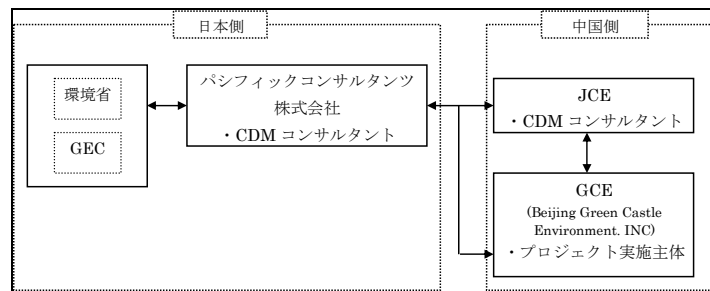 日本側
中国側
環境省
GEC
パシフィックコンサルタンツ
株式会社
・CDM コンサルタント
JCE
・CDM コンサルタント
GCE
(Beijing Green Castle
Environment. INC)
・プロジェクト実施主体